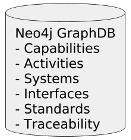 Neo4j GraphDB
- Capabilities
- Activities
- Systems
- Interfaces
- Standards
- Traceability